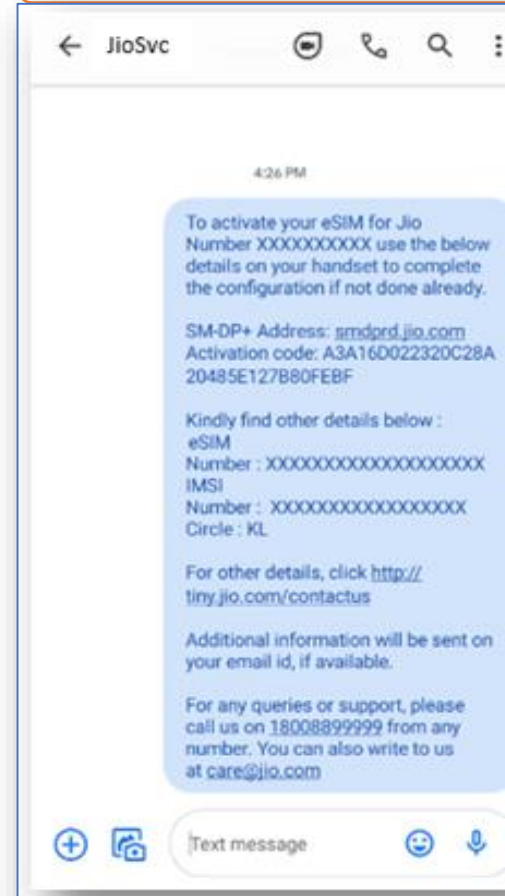 JioSvc
4:26 PM
To activate your eSIM for Jio
Number XXXXXXXXXX use the below
details on your handset to complete
the configuration if not done already.
SM-DP+ Address: smdprd.jio.com
Activation code: A3A16D022320C28A
20485E127B80FEBF
Kindly find other details below :
eSIM
Number : XXXXXXXXXXXXXXXXXXX
IMSI
Number : XXXXXXXXXXXXXXXXX
Circle : KL
For other details, click http://
tiny.jio.com/contactus
Additional information will be sent on
your email id, if available.
For any queries or support, please
call us on 18008899999 from any
number. You can also write to us
at care@jio.com
Text message